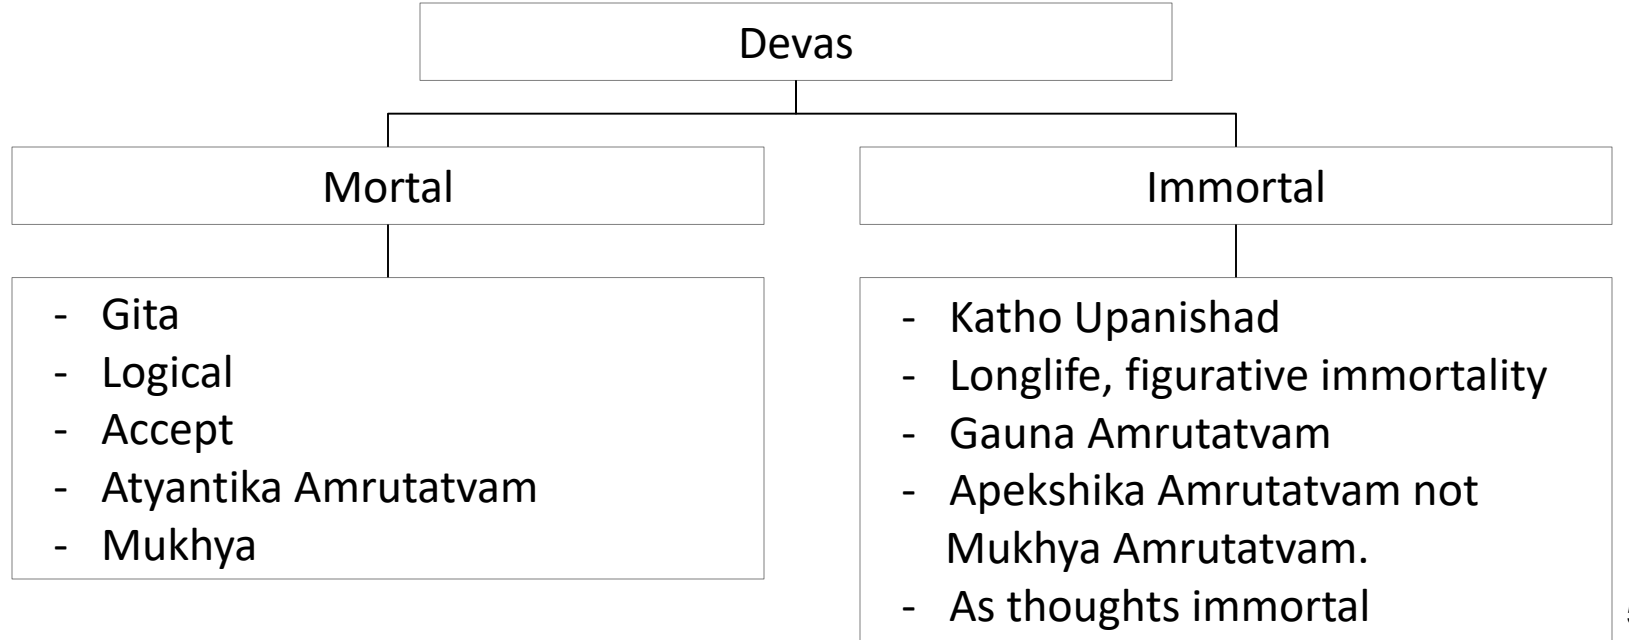 Devas
Mortal
Immortal
- Gita
- Logical
- Accept
- Atyantika Amrutatvam
- Mukhya
- Katho Upanishad
- Longlife, figurative immortality
- Gauna Amrutatvam
- Apekshika Amrutatvam not
Mukhya Amrutatvam.
- As thoughts immortal